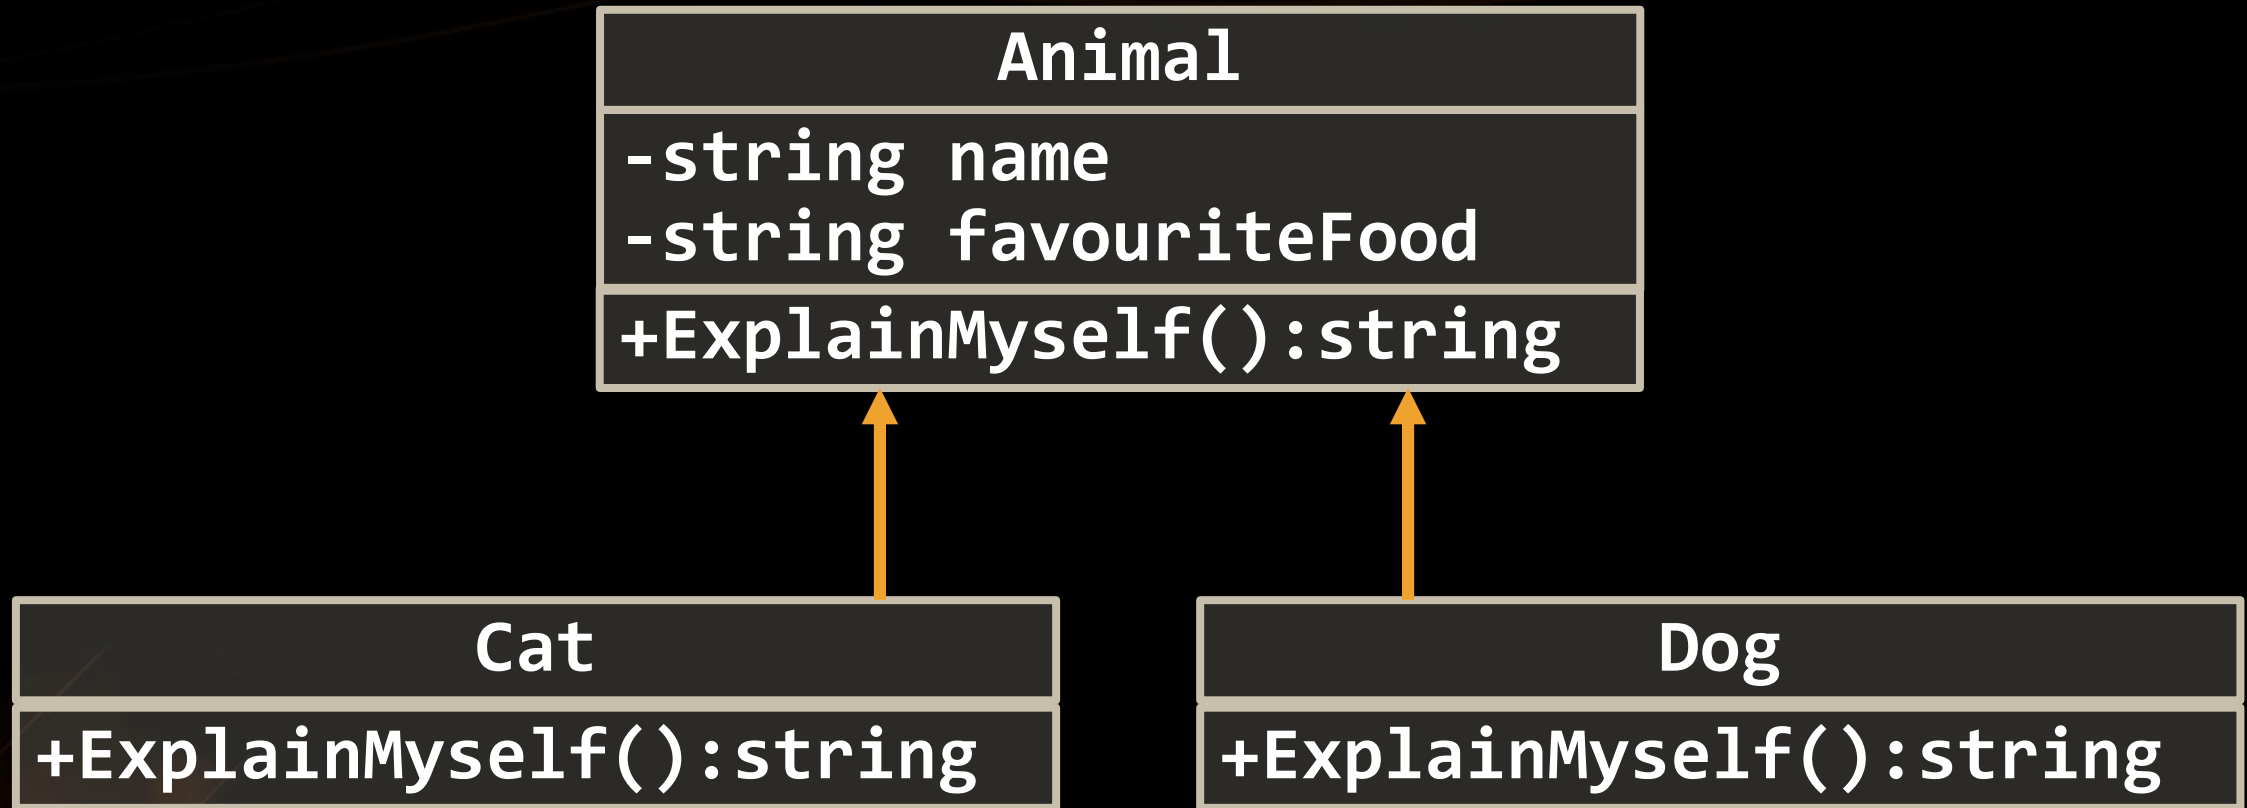 Animal
-string name
-string favouriteFood
+ExplainMyself():string
Cat
+ExplainMyself():string
Dog
+ExplainMyself():string